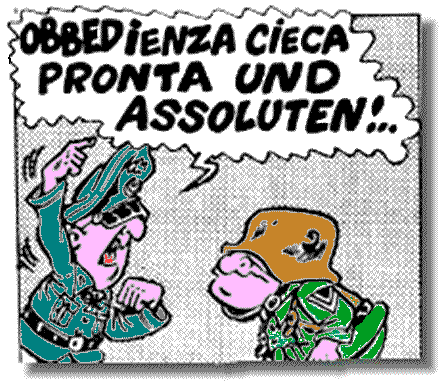 OBBEDIENZA CIECA
PRONTA UND
ASSOLUTEN!..